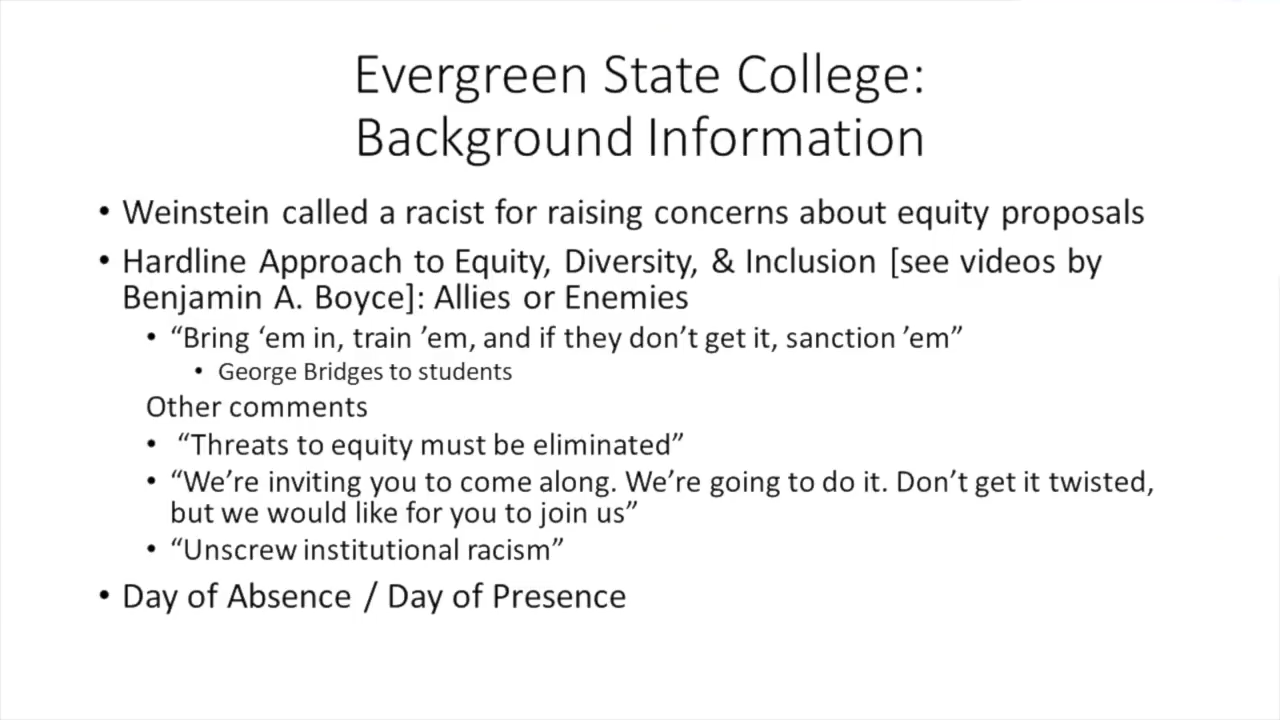 Evergreen State College:
Background Information
• Weinstein called a racist for raising concerns about equity proposals
• Hardline Approach to Equity, Diversity, & Inclusion [see videos by
Benjamin A. Boyce]: Allies or Enemies
• “Bring ‘em in, train ’em, and if they don’t get it, sanction ’em”
• George Bridges to students
Other comments
• “Threats to equity must be eliminated”
• “We’re inviting you to come along. We’re going to do it. Don’t get it twisted,
but we would like for you to join us”
• “Unscrew institutional racism”
• Day of Absence / Day of Presence